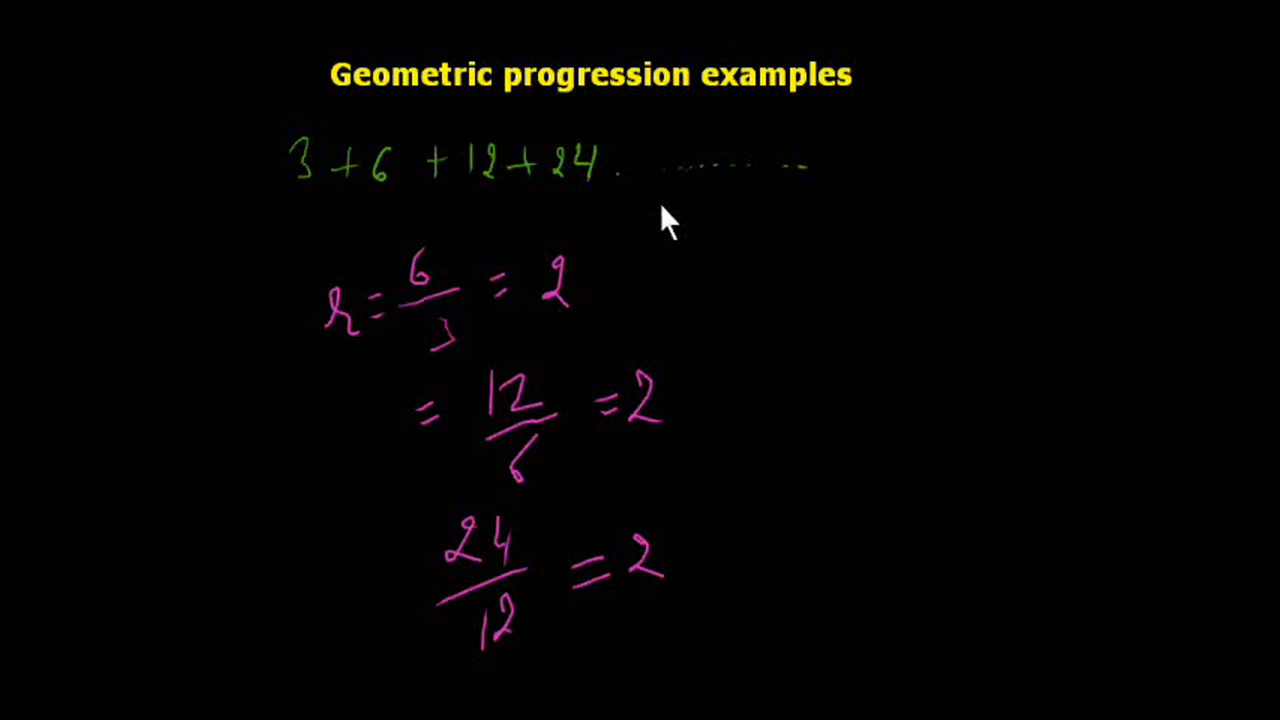 Geometric progression examples
3 + 6 + 12 + 24 . ..........
r = 6/3 = 2
= 12/6 = 2
24/12 = 2